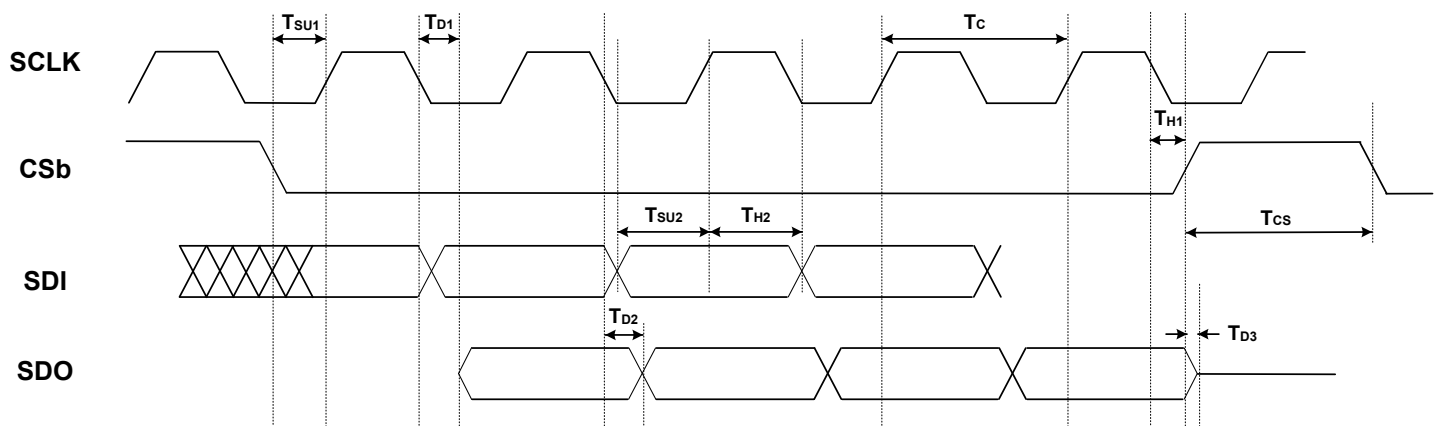 TSU1 TD1 TC
SCLK
TH1
CSb
TSU2 TH2 TCS
SDI
TD2 TD3
SDO